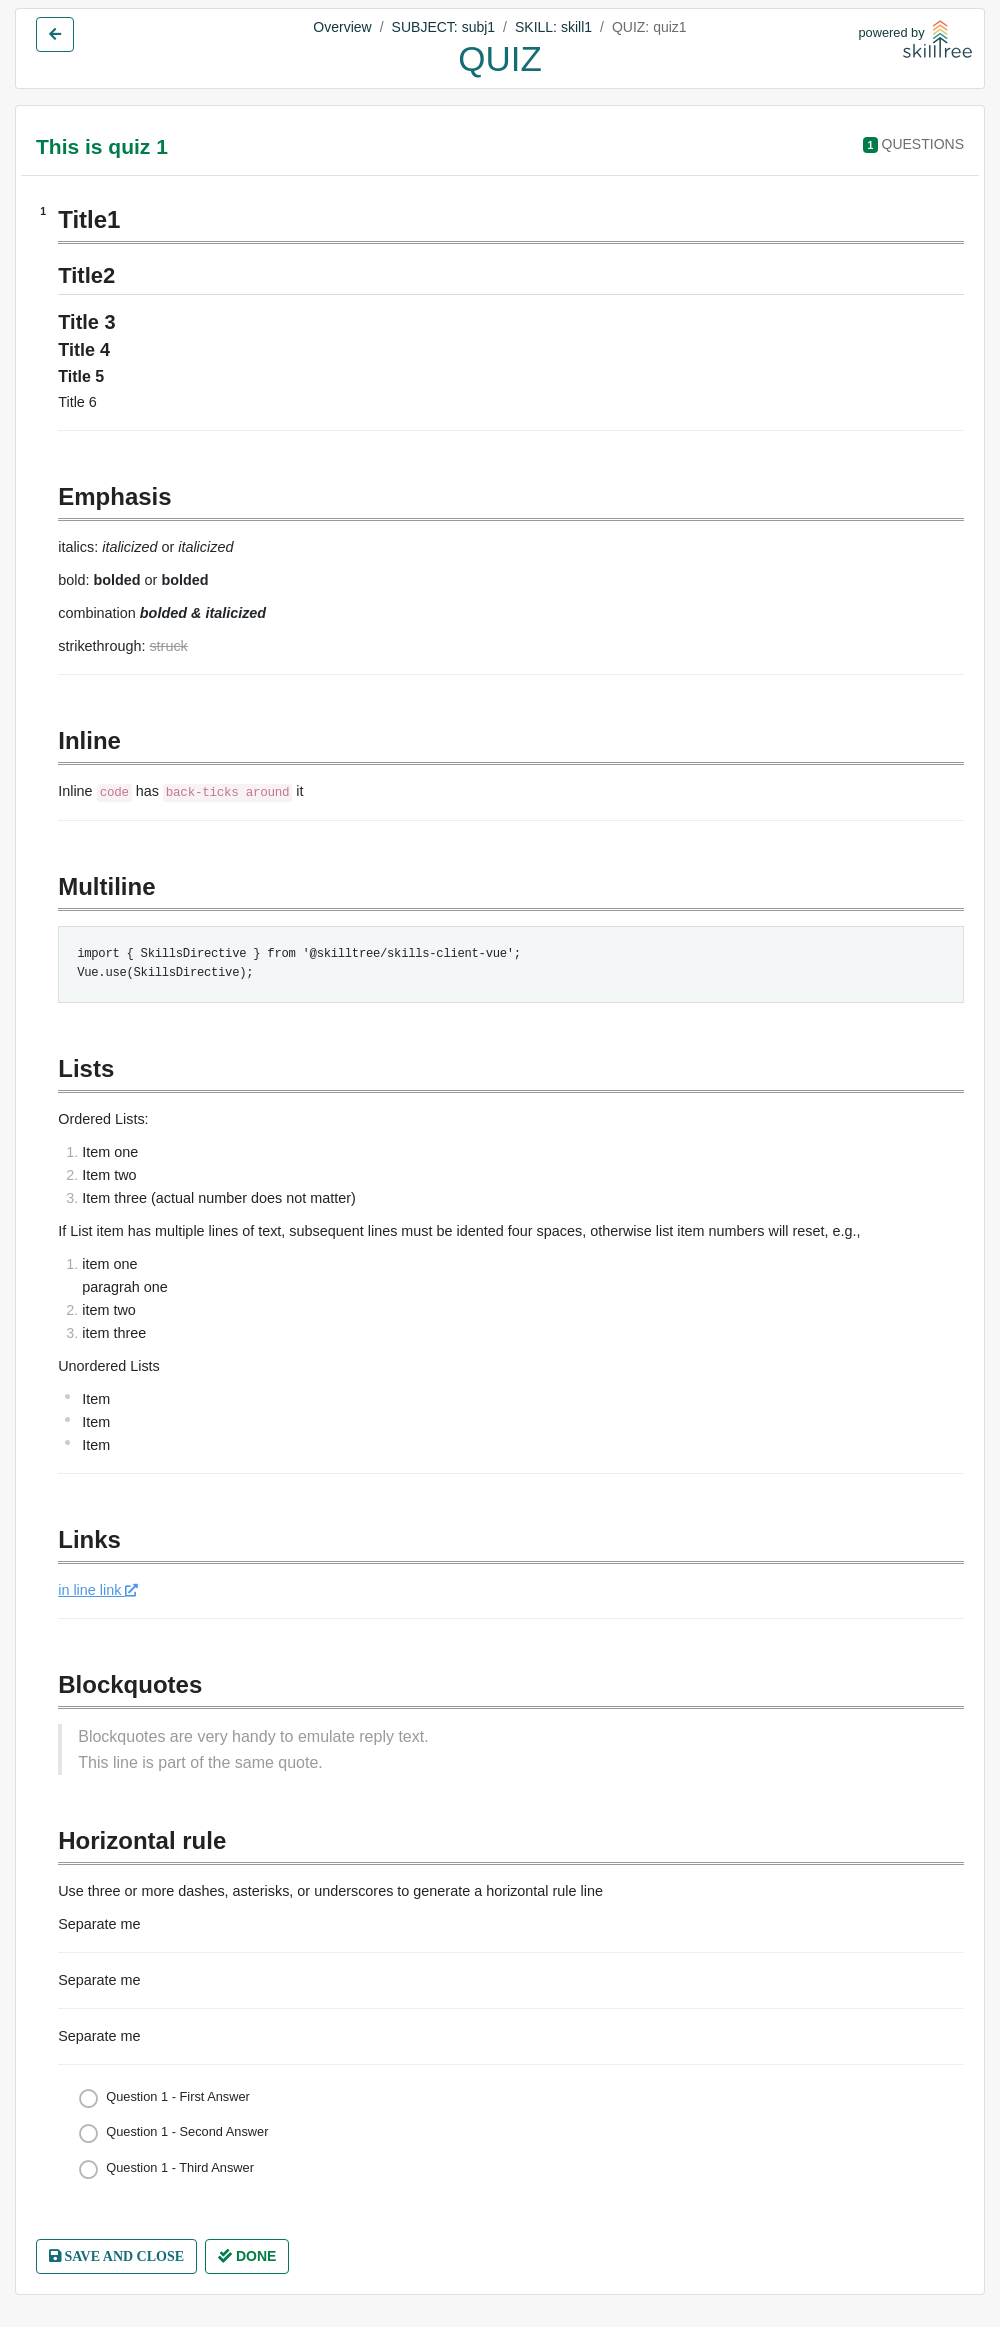 Overview / SUBJECT: subj1 / SKILL: skill1 / QUIZ: quiz1
QUIZ
powered by
skilltree
This is quiz 1
1 QUESTIONS
1
Title1
Title2
Title 3
Title 4
Title 5
Title 6
Emphasis
italics: italicized or italicized
bold: bolded or bolded
combination bolded & italicized
strikethrough: struck
Inline
Inline code has back-ticks around it
Multiline
import { SkillsDirective } from '@skilltree/skills-client-vue';
Vue.use(SkillsDirective);
Lists
Ordered Lists:
1. Item one
2. Item two
3. Item three (actual number does not matter)
If List item has multiple lines of text, subsequent lines must be idented four spaces, otherwise list item numbers will reset, e.g.,
1. item one
paragrah one
2. item two
3. item three
Unordered Lists
Item
Item
Item
Links
in line link
Blockquotes
Blockquotes are very handy to emulate reply text.
This line is part of the same quote.
Horizontal rule
Use three or more dashes, asterisks, or underscores to generate a horizontal rule line
Separate me
Separate me
Separate me
Question 1 - First Answer
Question 1 - Second Answer
Question 1 - Third Answer
SAVE AND CLOSE
DONE